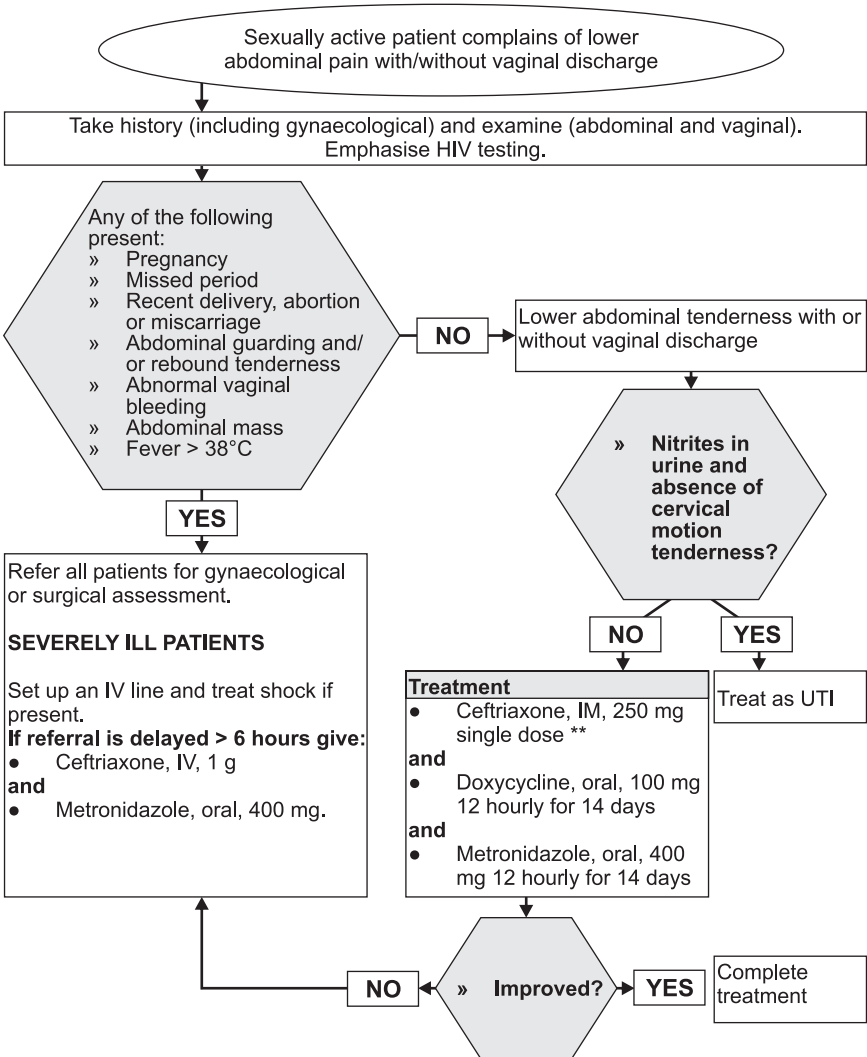 Sexually active patient complains of lower
abdominal pain with/without vaginal discharge
Take history (including gynaecological) and examine (abdominal and vaginal).
Emphasise HIV testing.
Any of the following
present:
» Pregnancy
» Missed period
» Recent delivery, abortion
or miscarriage
» Abdominal guarding and/
or rebound tenderness
» Abnormal vaginal
bleeding
» Abdominal mass
» Fever > 38°C
NO
Lower abdominal tenderness with or
without vaginal discharge
» Nitrites in
urine and
absence of
cervical
motion
tenderness?
YES
Refer all patients for gynaecological
or surgical assessment.
SEVERELY ILL PATIENTS
Set up an IV line and treat shock if
present.
If referral is delayed > 6 hours give:
● Ceftriaxone, IV, 1 g
and
● Metronidazole, oral, 400 mg.
NO
YES
Treatment
● Ceftriaxone, IM, 250 mg
single dose **
and
● Doxycycline, oral, 100 mg
12 hourly for 14 days
and
● Metronidazole, oral, 400
mg 12 hourly for 14 days
Treat as UTI
NO
» Improved?
YES
Complete
treatment